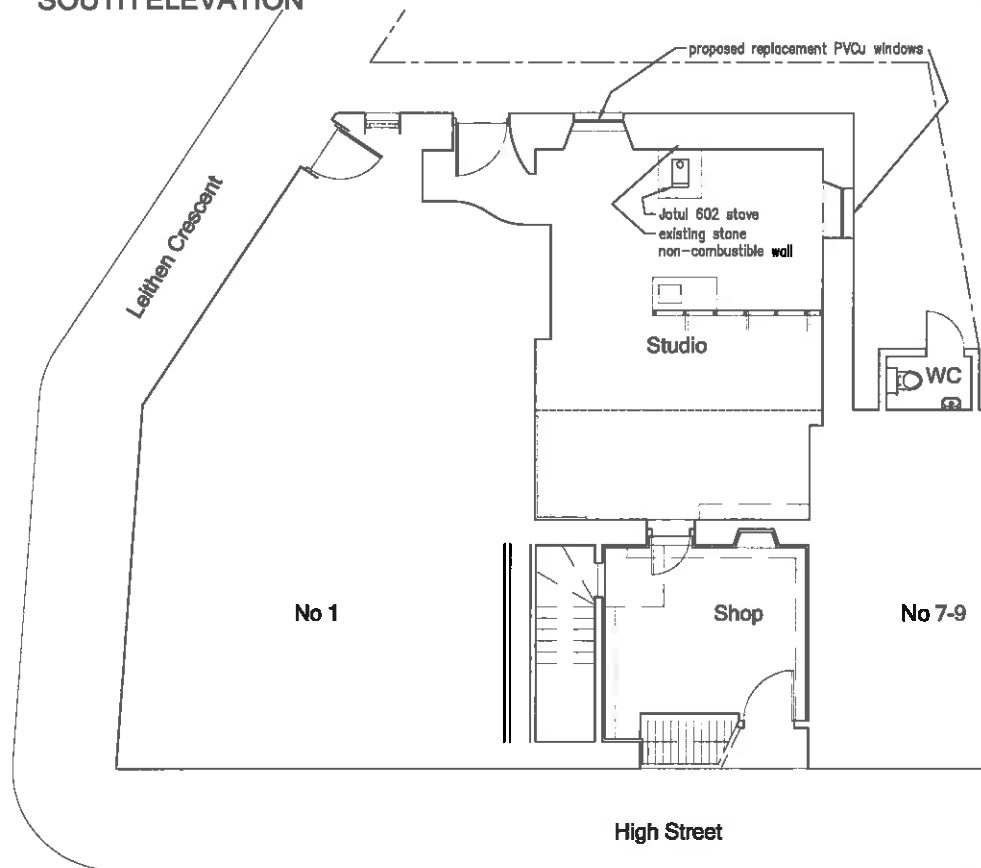 SOUTH ELEVATION
proposed replacement PVCu windows
Leithen Crescent
Jotul 602 stove
existing stone
non-combustible wall
Studio
WC
No 1
Shop
No 7-9
High Street